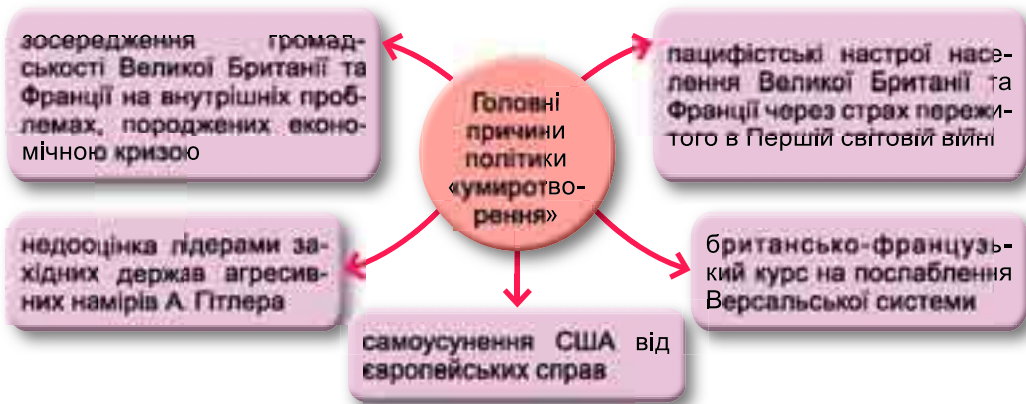 зосередження громад-
ськості Великої Британії та
Франції на внутрішніх проб-
лемах, породжених еконо-
мічною кризою
Головні
причини
політики
«умиротво-
рення»
пацифістські настрої насе-
лення Великої Британії та
Франції через страх пережи-
того в Першій світовій війні
недооцінка лідерами за-
хідних держав агресив-
них намірів А. Гітлера
самоусунення США від
європейських справ
британсько-французь-
кий курс на послаблення
Версальської системи